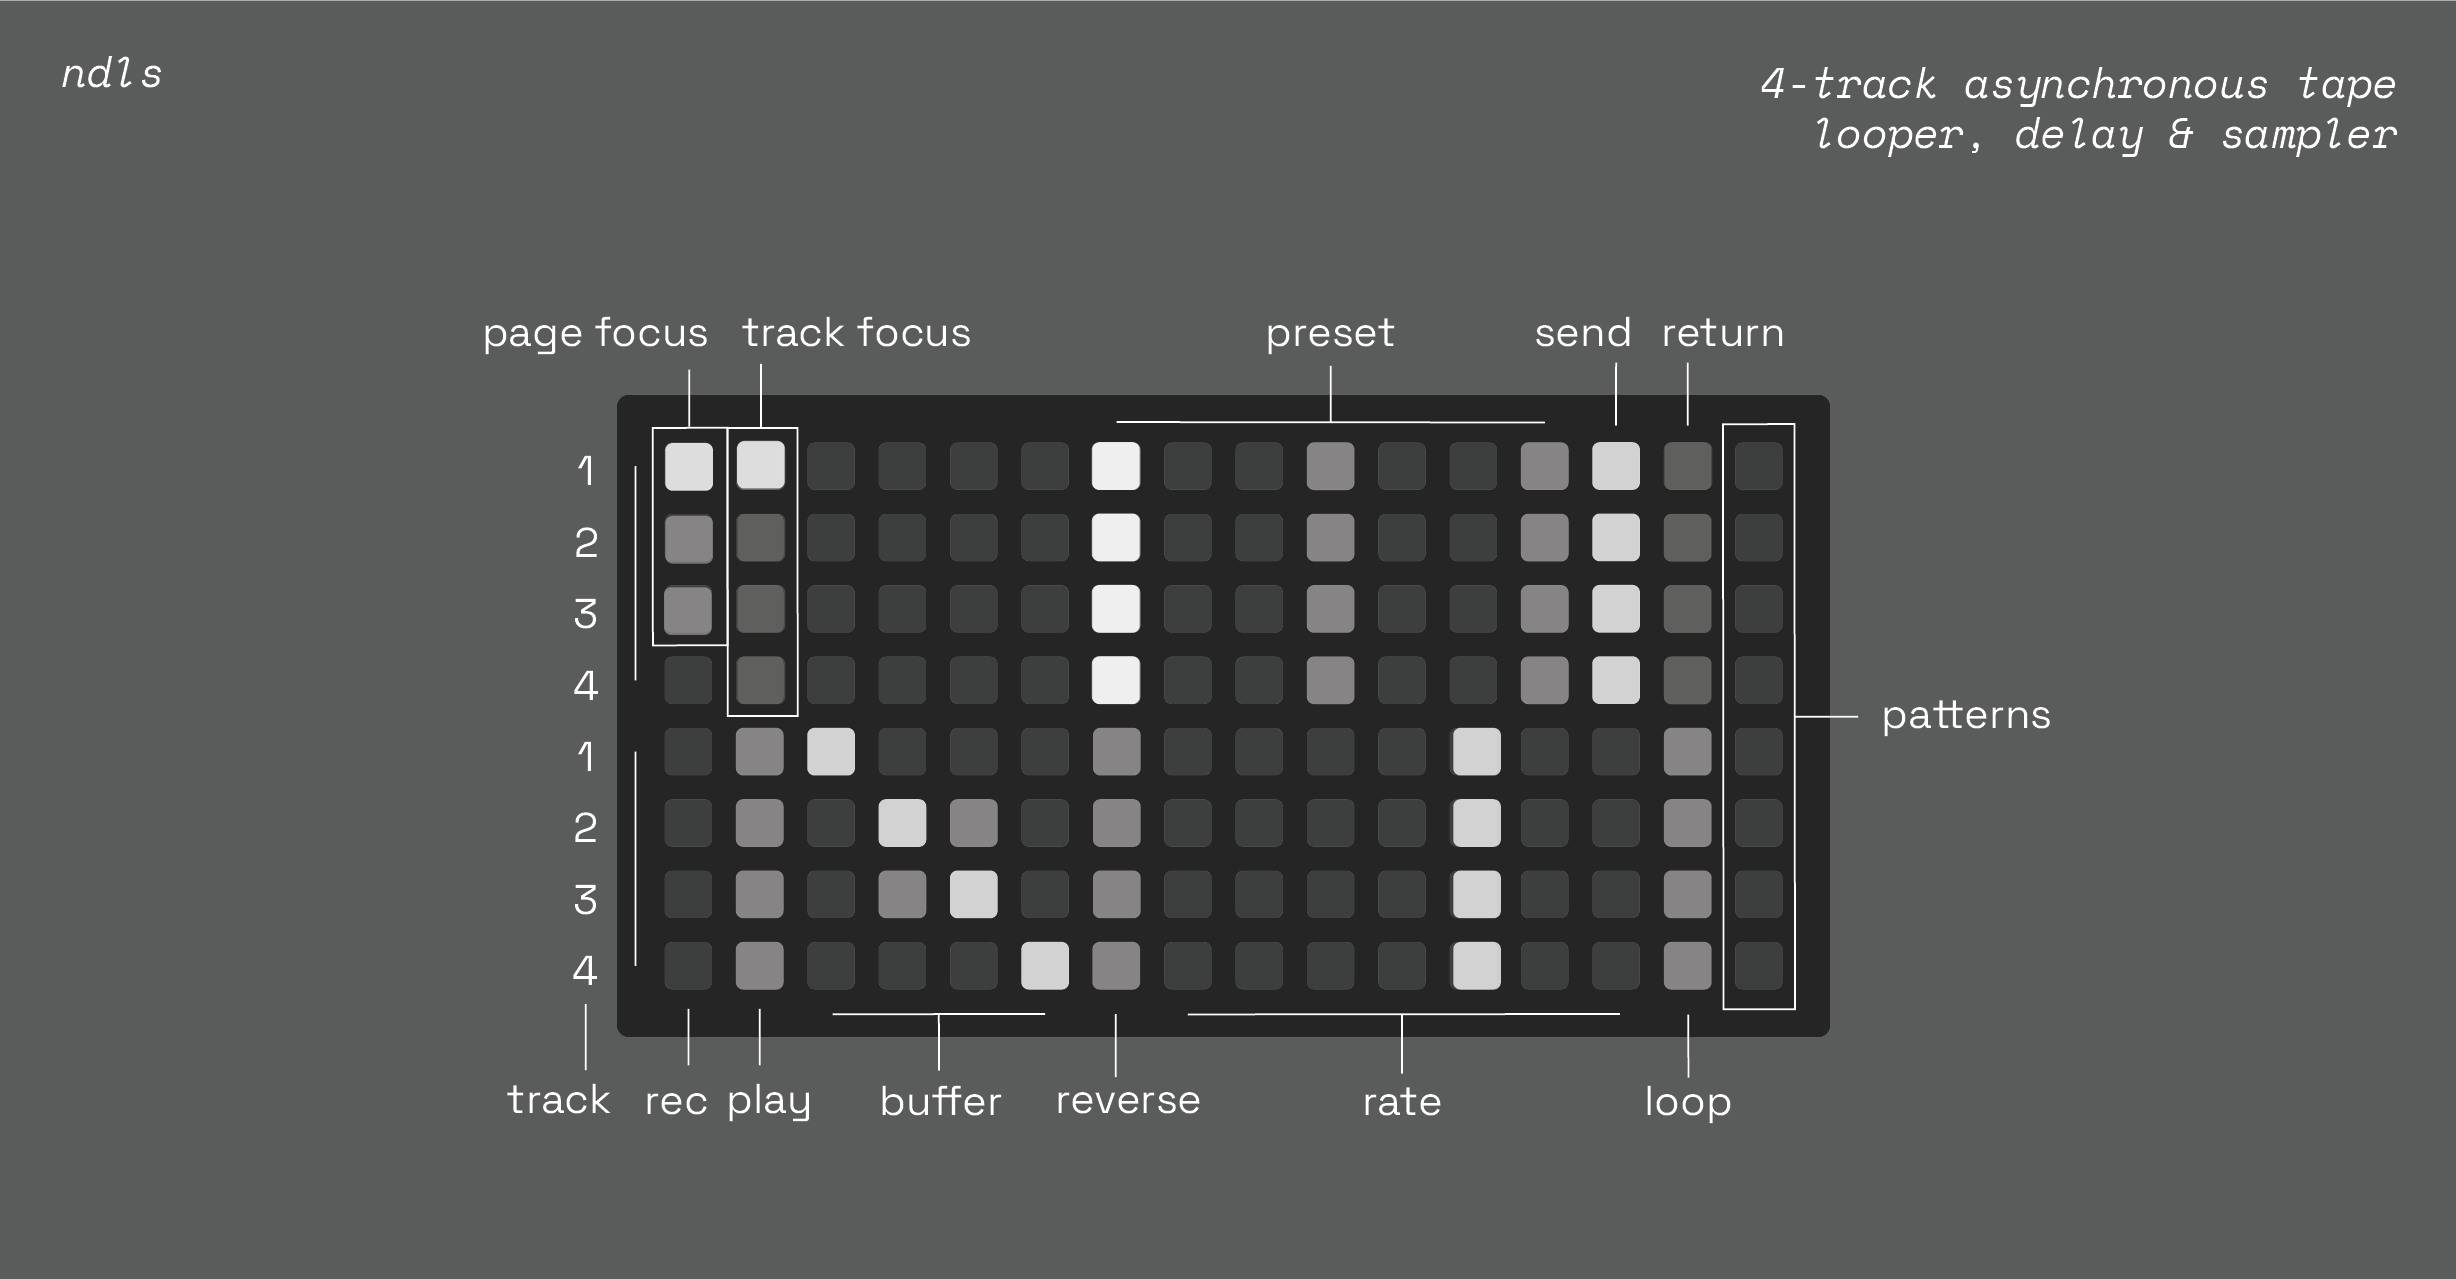 ndls
4-track asynchronous tape
looper, delay & sampler
page focus
track focus
preset
send
return
1
2
3
4
1
2
3
4
patterns
track
rec
play
buffer
reverse
rate
loop